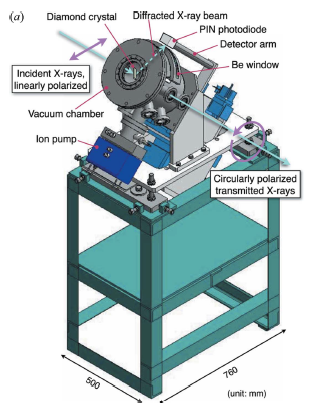 (a)
Diamond crystal
Diffracted X-ray beam
PIN photodiode
Detector arm
Be window
Incident X-rays,
linearly polarized
Vacuum chamber
Ion pump
Circularly polarized
transmitted X-rays
500
760
(unit: mm)